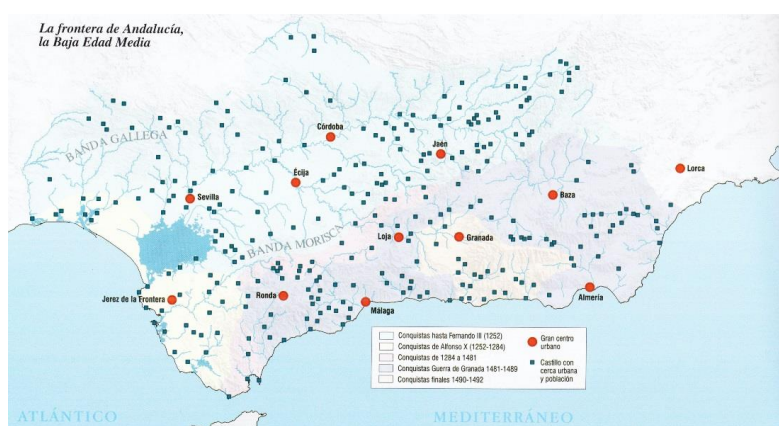 La frontera de Andalucía,
la Baja Edad Media
BANDA GALLEGA
Córdoba
Jaén
Écija
Lorca
Sevilla
Baza
BANDA MORISCA
Loja
Granada
Jerez de la Frontera
Ronda
Málaga
Almería
Conquistas hasta Fernando III (1252)
Conquistas de Alfonso X (1252-1284)
Conquistas de 1284 a 1481
Conquistas Guerra de Granada 1481-1489
Conquistas finales 1490-1492
Gran centro
urbano
Castillo con
cerca urbana
y población
ATLÁNTICO
MEDITERRÁNEO